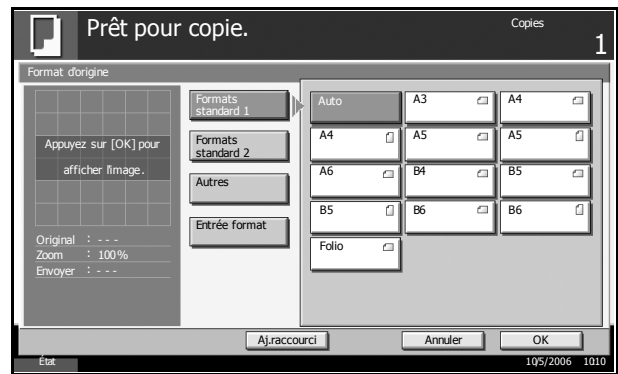 Prêt pour copie.
Copies
1
Format d'origine
Appuyez sur [OK] pour
afficher l'image.
Original : - - -
Zoom : 100%
Envoyer : - - -
Formats
standard 1
Formats
standard 2
Autres
Entrée format
Auto
A3
A4
A4
A5
A5
A6
B4
B5
B5
B6
B6
Folio
Aj.raccourci
Annuler
OK
État
10/5/2006 1010